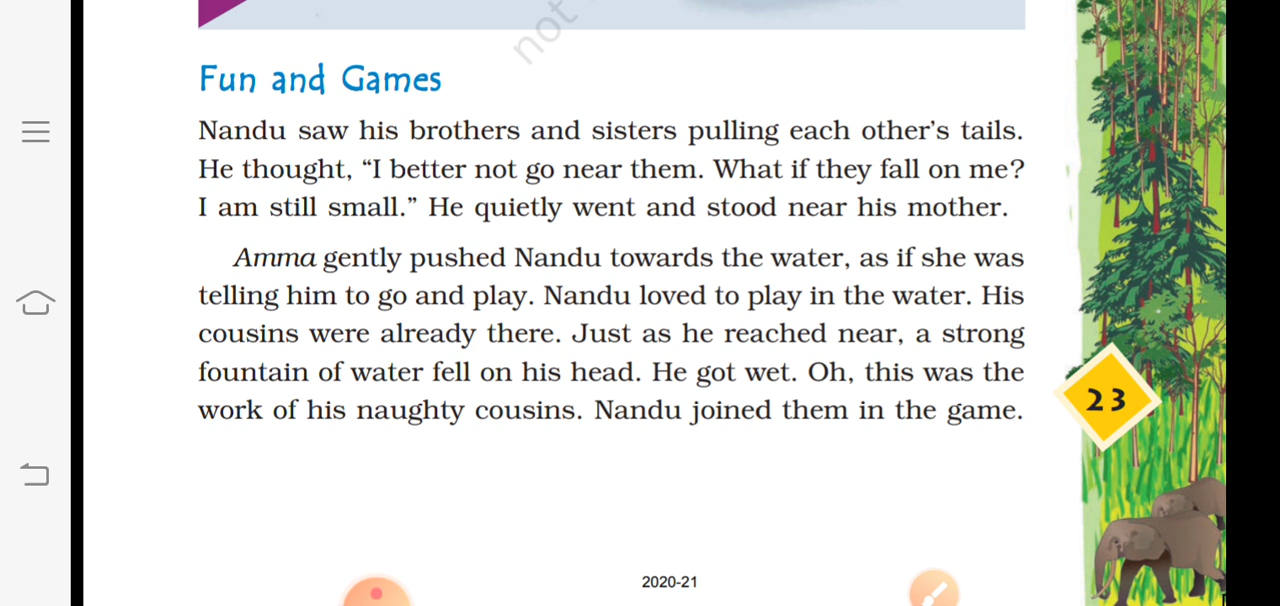 not
Fun and Games
Nandu saw his brothers and sisters pulling each other’s tails.
He thought, “I better not go near them. What if they fall on me?
I am still small.” He quietly went and stood near his mother.
Amma gently pushed Nandu towards the water, as if she was
telling him to go and play. Nandu loved to play in the water. His
cousins were already there. Just as he reached near, a strong
fountain of water fell on his head. He got wet. Oh, this was the
work of his naughty cousins. Nandu joined them in the game.
23
2020-21